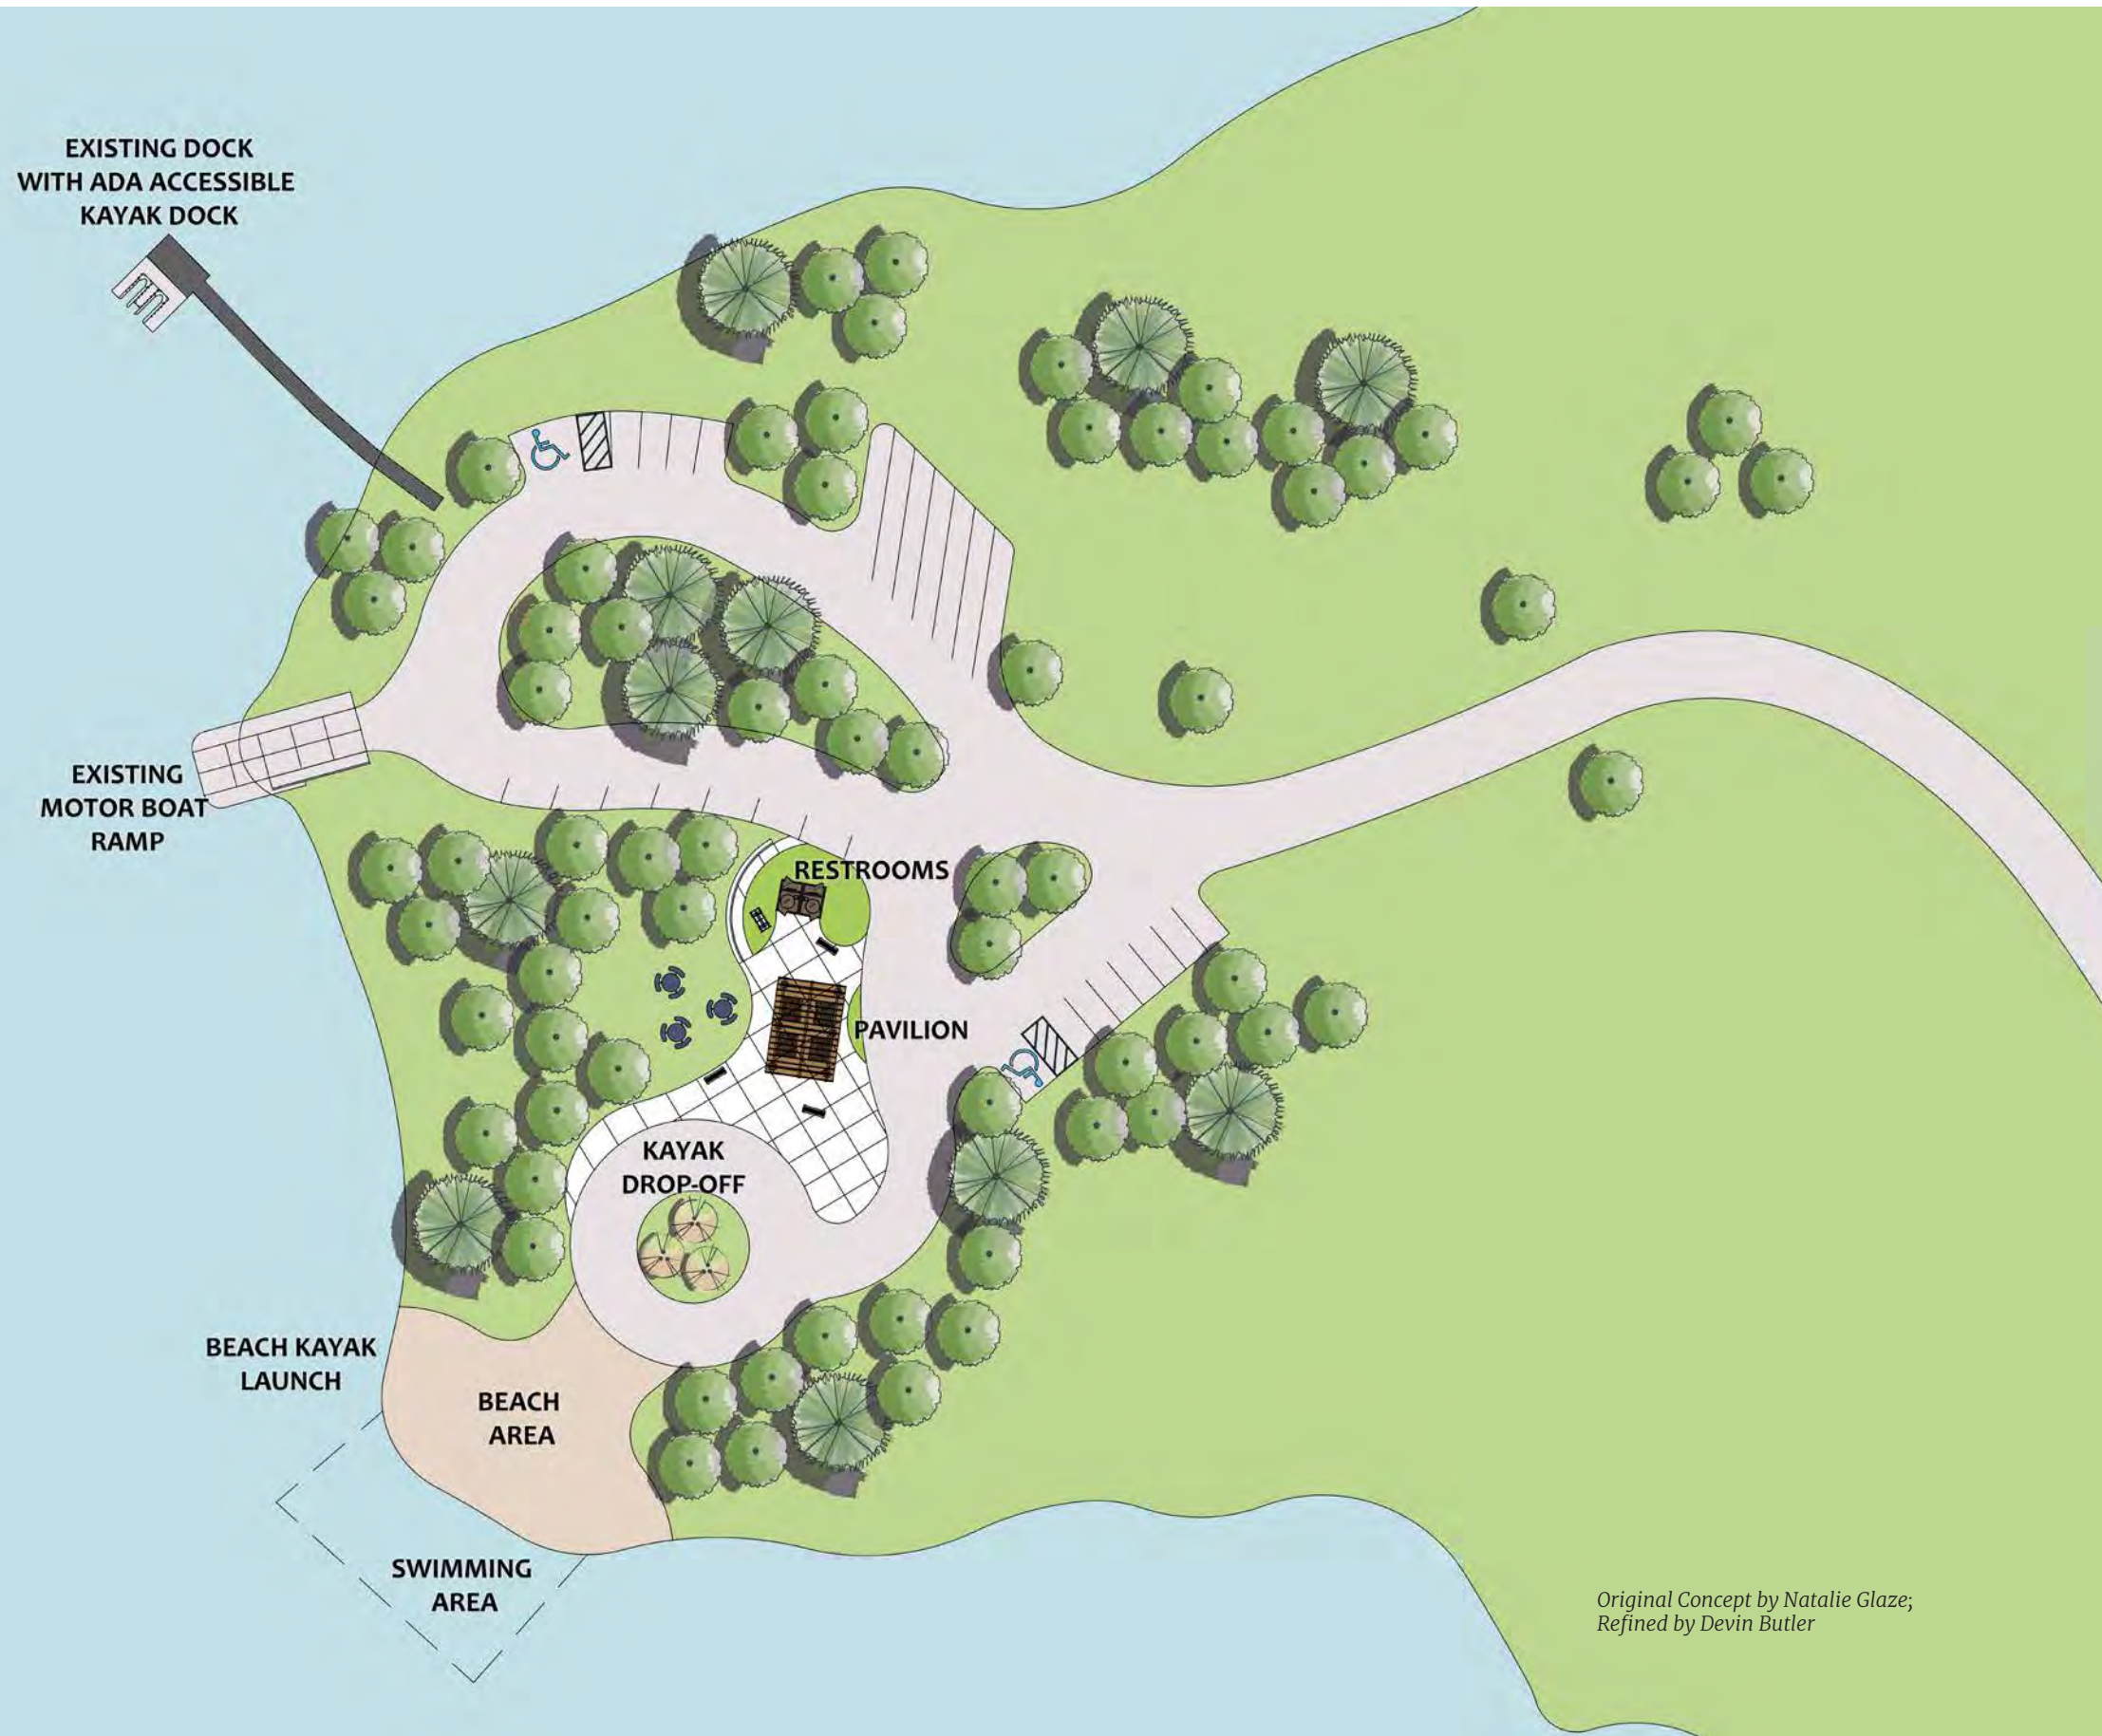 EXISTING DOCK
WITH ADA ACCESSIBLE
KAYAK DOCK
EXISTING
MOTOR BOAT
RAMP
RESTROOMS
PAVILION
KAYAK
DROP-OFF
BEACH KAYAK
LAUNCH
BEACH
AREA
SWIMMING
AREA
Original Concept by Natalie Glaze;
Refined by Devin Butler